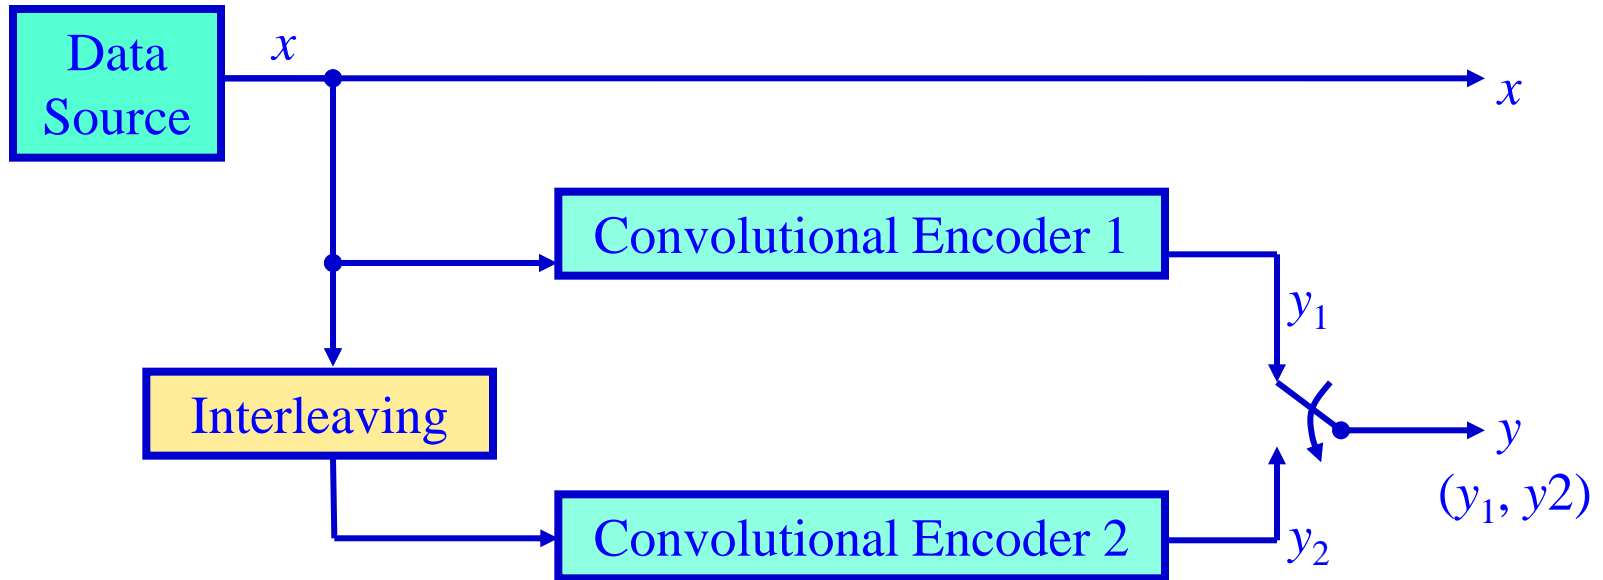 Data
Source
x
x
Convolutional Encoder 1
y₁
Interleaving
y
(y₁, y2)
Convolutional Encoder 2
y₂